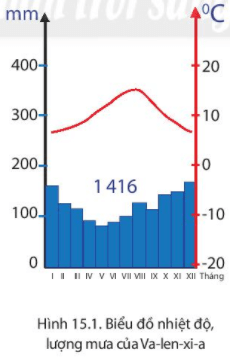 mm
°C
400
20
300
10
200
0
1 416
100
-10
0
-20
I II III IV V VI VII VIII IX X XI XII Tháng
Hình 15.1. Biểu đồ nhiệt độ,
lượng mưa của Va-len-xi-a